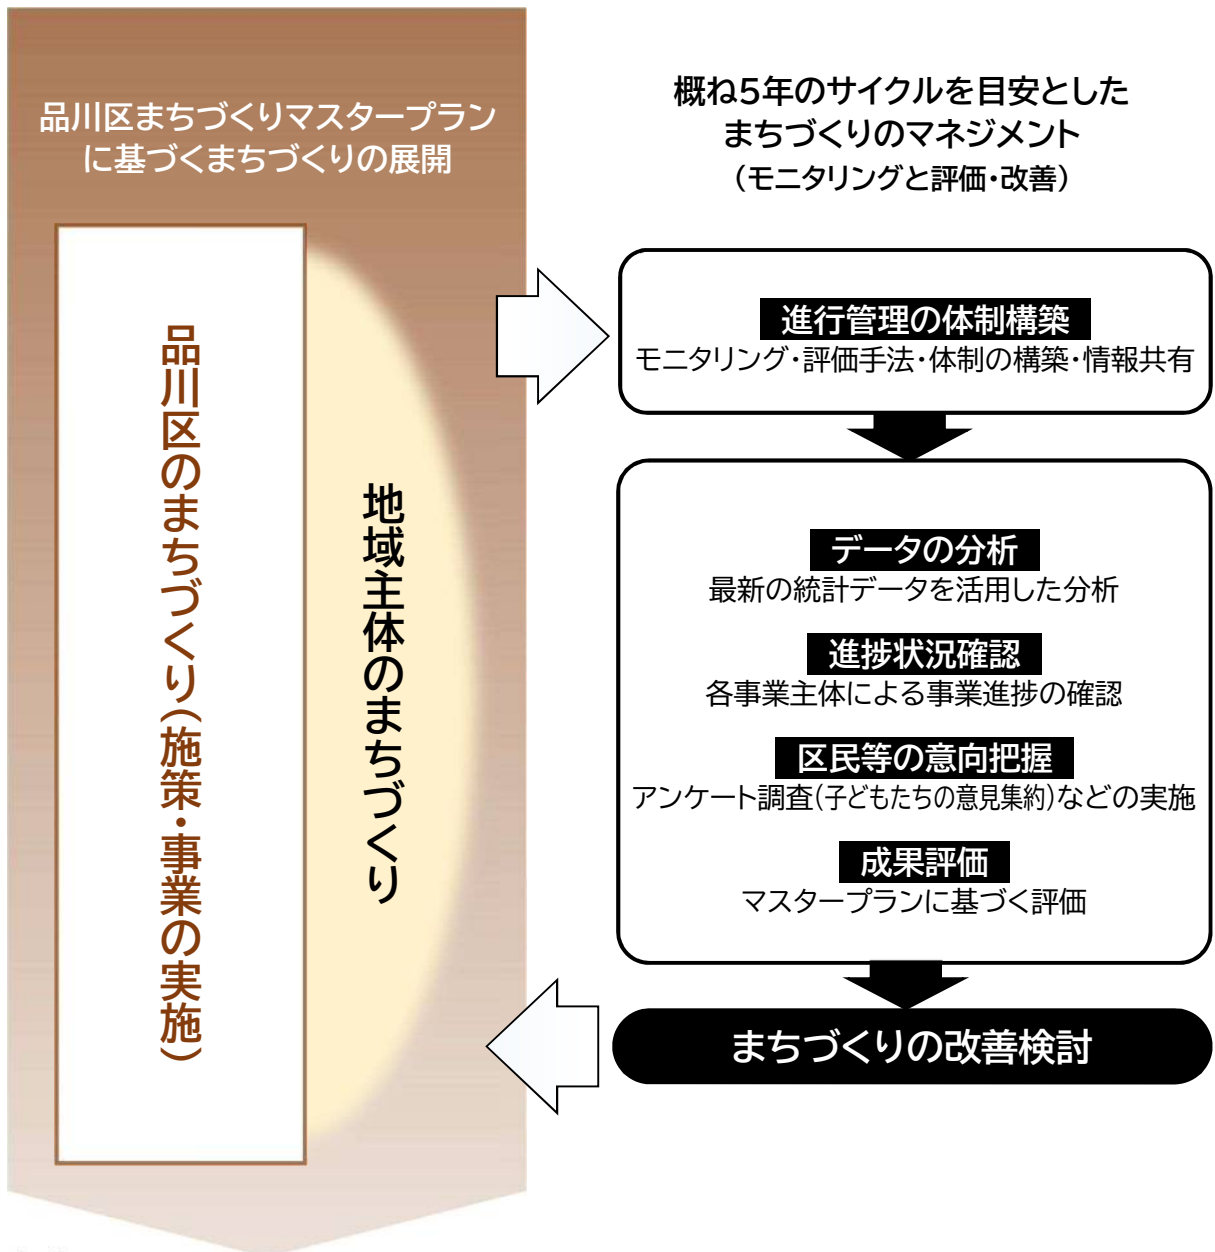 品川区まちづくりマスタープラン
に基づくまちづくりの展開
品川区のまちづくり(施策・事業の実施)
地域主体のまちづくり
概ね5年のサイクルを目安とした
まちづくりのマネジメント
(モニタリングと評価・改善)
進行管理の体制構築
モニタリング・評価手法・体制の構築・情報共有
データの分析
最新の統計データを活用した分析
進捗状況確認
各事業主体による事業進捗の確認
区民等の意向把握
アンケート調査(子どもたちの意見集約)などの実施
成果評価
マスタープランに基づく評価
まちづくりの改善検討